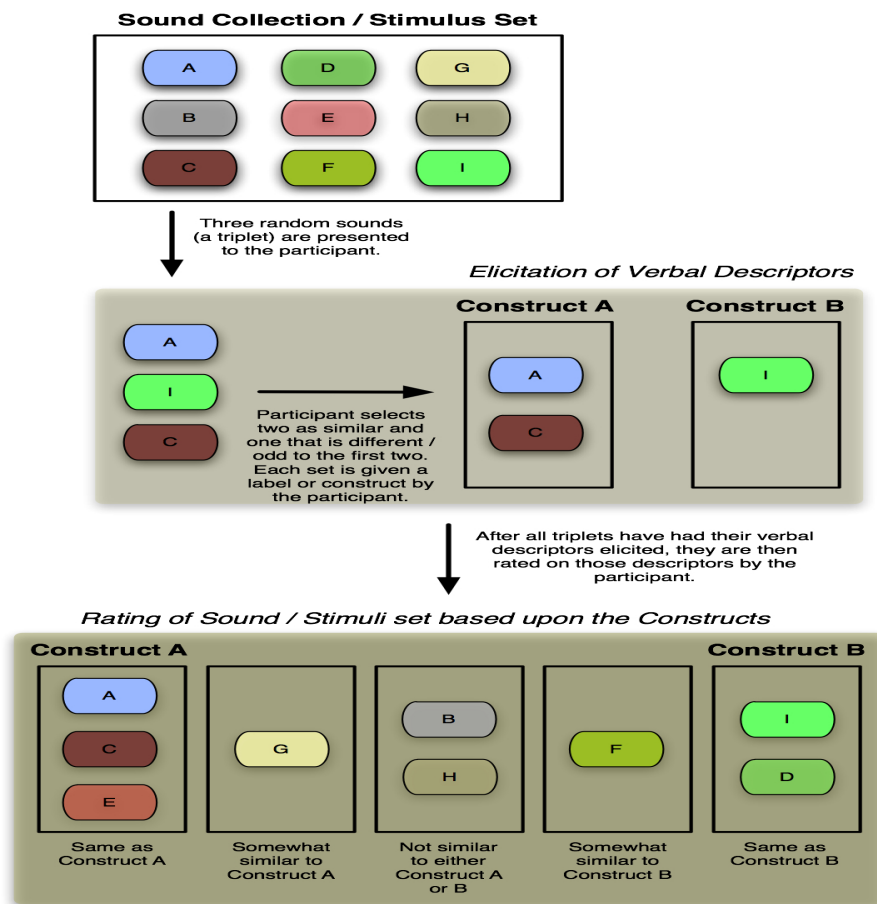 Sound Collection / Stimulus Set
A
D
G
B
E
H
C
F
I
Three random sounds
(a triplet) are presented
to the participant.
Elicitation of Verbal Descriptors
Construct A
Construct B
A
I
C
Participant selects
two as similar and
one that is different /
odd to the first two.
Each set is given a
label or construct by
the participant.
A
C
I
After all triplets have had their verbal
descriptors elicited, they are then
rated on those descriptors by the
participant.
Rating of Sound / Stimuli set based upon the Constructs
Construct A
Construct B
A
C
E
G
B
H
F
I
D
Same as
Construct A
Somewhat
similar to
Construct A
Not similar
to either
Construct A
or B
Somewhat
similar to
Construct B
Same as
Construct B